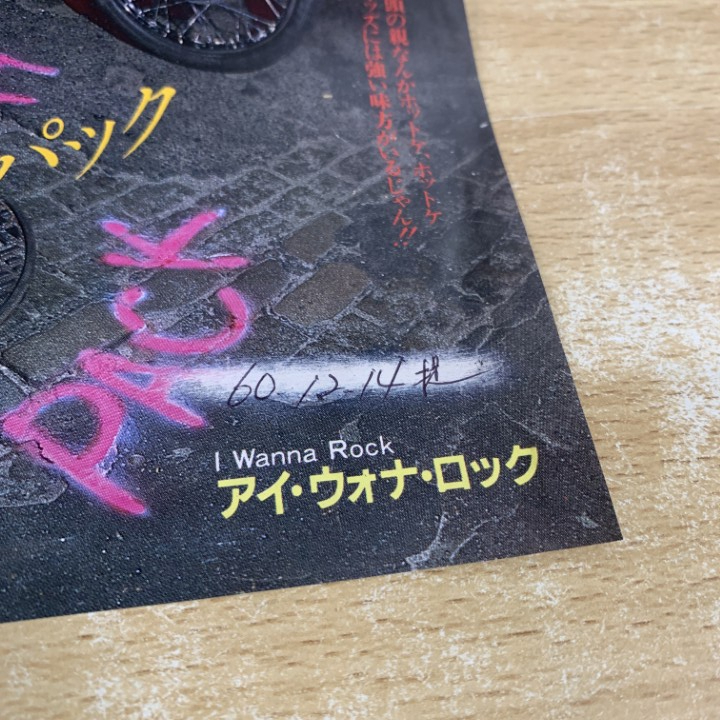 頭の親なんかホットケ、ホットケ
ッズには強い味方がいるじゃん!!
パック
PACK
60.12.14
I Wanna Rock
アイ・ウォナ・ロック